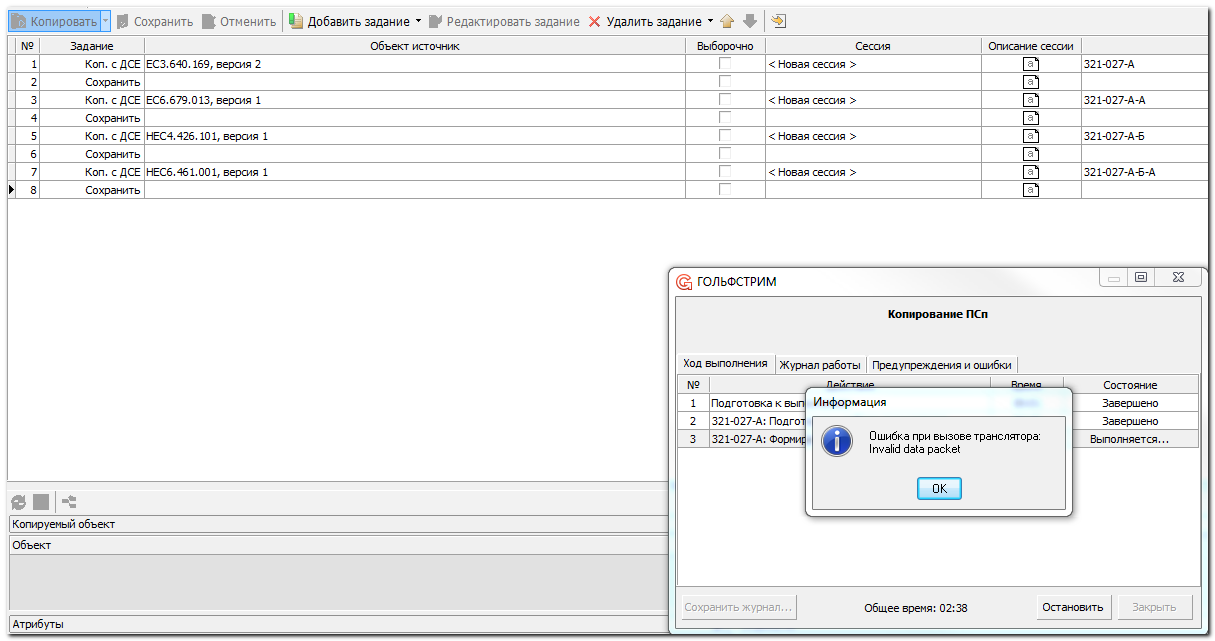 Копировать Сохранить Отменить Добавить задание Редактировать задание Удалить задание
№ Задание Объект источник Выборочно Сессия Описание сессии
1 Коп. с ДСЕ ЕС3.640.169, версия 2 < Новая сессия > a 321-027-А
2 Сохранить a
3 Коп. с ДСЕ ЕС6.679.013, версия 1 < Новая сессия > a 321-027-А-А
4 Сохранить a
5 Коп. с ДСЕ НЕС4.426.101, версия 1 < Новая сессия > a 321-027-А-Б
6 Сохранить a
7 Коп. с ДСЕ НЕС6.461.001, версия 1 < Новая сессия > a 321-027-А-Б-А
8 Сохранить a
ГОЛЬФСТРИМ
Копирование ПСп
Ход выполнения Журнал работы Предупреждения и ошибки
№ Действие Время Состояние
1 Подготовка к вып Завершено
2 321-027-А: Подгот Завершено
3 321-027-А: Формир Выполняется...
Информация
Ошибка при вызове транслятора:
Invalid data packet
OK
Копируемый объект
Объект
Атрибуты
Сохранить журнал... Общее время: 02:38 Остановить Закрыть